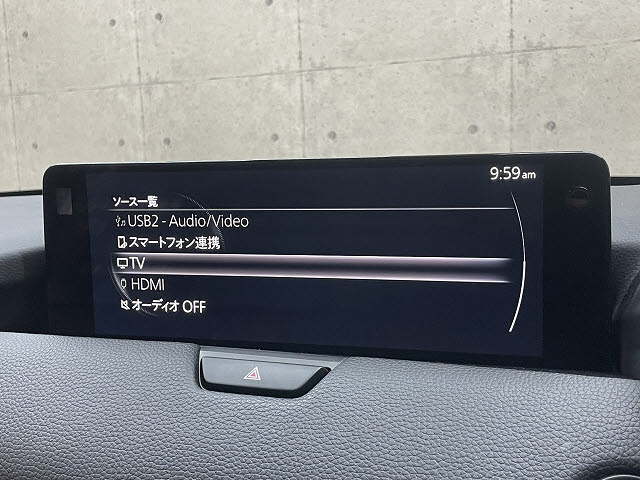 9:59am
ソース一覧
USB2 - Audio/Video
スマートフォン連携
TV
HDMI
オーディオ OFF